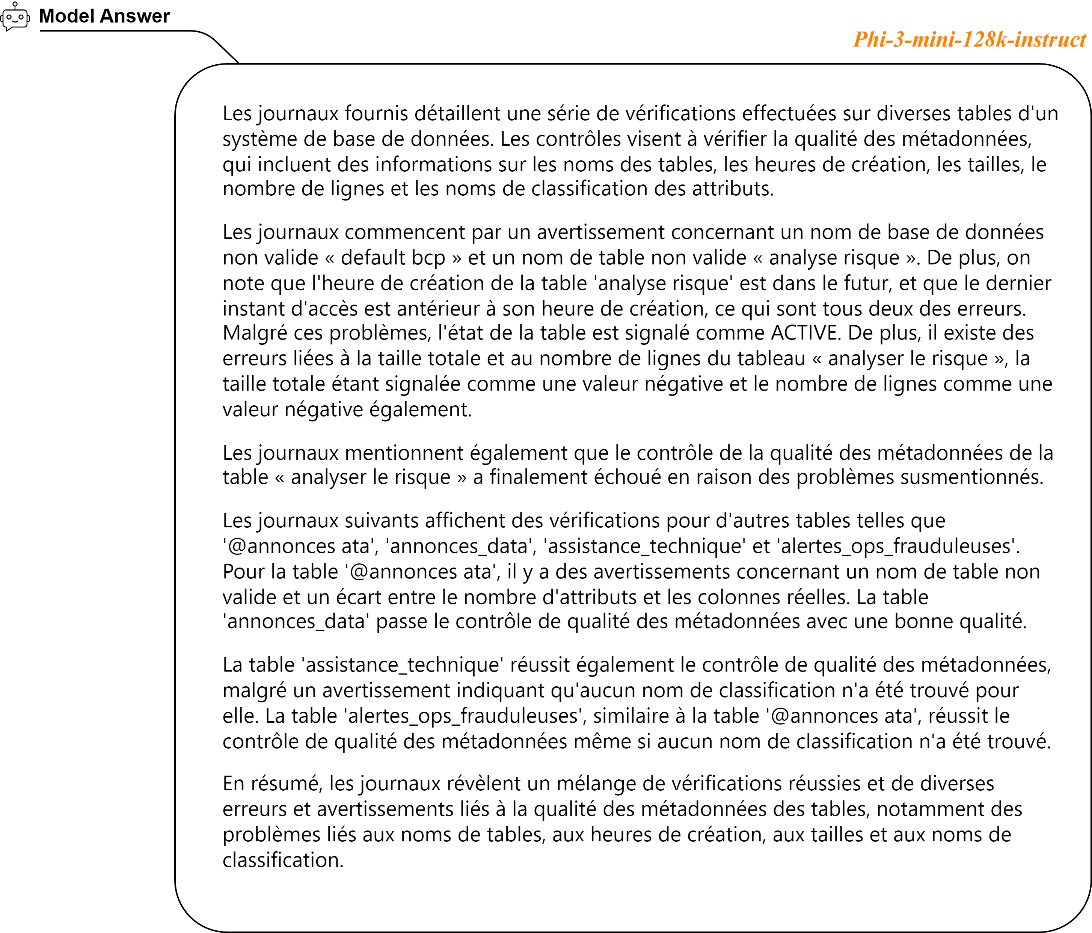 Model Answer
Phi-3-mini-128k-instruct
Les journaux fournis détaillent une série de vérifications effectuées sur diverses tables d'un
système de base de données. Les contrôles visent à vérifier la qualité des métadonnées,
qui incluent des informations sur les noms des tables, les heures de création, les tailles, le
nombre de lignes et les noms de classification des attributs.
Les journaux commencent par un avertissement concernant un nom de base de données
non valide « default bcp » et un nom de table non valide « analyse risque ». De plus, on
note que l'heure de création de la table 'analyse risque' est dans le futur, et que le dernier
instant d'accès est antérieur à son heure de création, ce qui sont tous deux des erreurs.
Malgré ces problèmes, l'état de la table est signalé comme ACTIVE. De plus, il existe des
erreurs liées à la taille totale et au nombre de lignes du tableau « analyser le risque », la
taille totale étant signalée comme une valeur négative et le nombre de lignes comme une
valeur négative également.
Les journaux mentionnent également que le contrôle de la qualité des métadonnées de la
table « analyser le risque » a finalement échoué en raison des problèmes susmentionnés.
Les journaux suivants affichent des vérifications pour d'autres tables telles que
'@annonces ata', 'annonces_data', 'assistance_technique' et 'alertes_ops_frauduleuses'.
Pour la table '@annonces ata', il y a des avertissements concernant un nom de table non
valide et un écart entre le nombre d'attributs et les colonnes réelles. La table
'annonces_data' passe le contrôle de qualité des métadonnées avec une bonne qualité.
La table 'assistance_technique' réussit également le contrôle de qualité des métadonnées,
malgré un avertissement indiquant qu'aucun nom de classification n'a été trouvé pour
elle. La table 'alertes_ops_frauduleuses', similaire à la table '@annonces ata', réussit le
contrôle de qualité des métadonnées même si aucun nom de classification n'a été trouvé.
En résumé, les journaux révèlent un mélange de vérifications réussies et de diverses
erreurs et avertissements liés à la qualité des métadonnées des tables, notamment des
problèmes liés aux noms de tables, aux heures de création, aux tailles et aux noms de
classification.